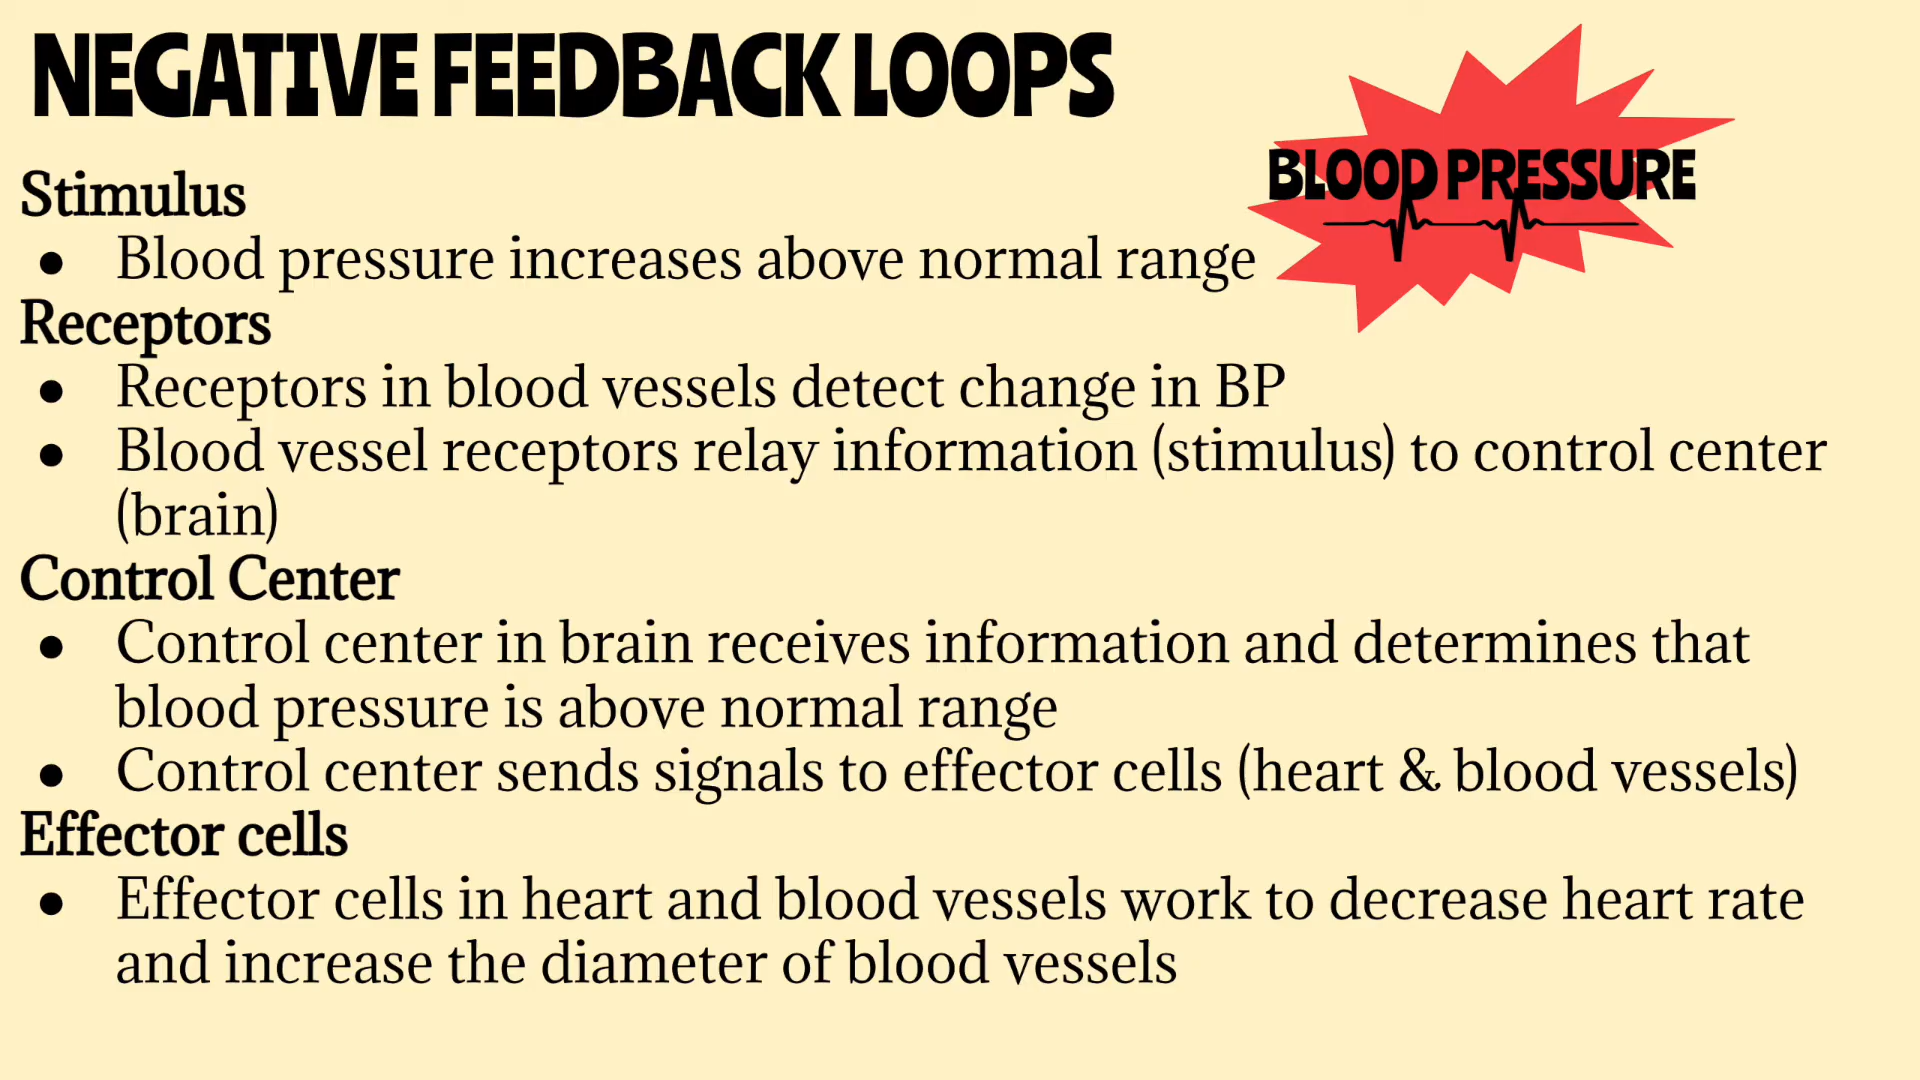 NEGATIVE FEEDBACK LOOPS
BLOOD PRESSURE
Stimulus
● Blood pressure increases above normal range
Receptors
● Receptors in blood vessels detect change in BP
● Blood vessel receptors relay information (stimulus) to control center
(brain)
Control Center
● Control center in brain receives information and determines that
blood pressure is above normal range
● Control center sends signals to effector cells (heart & blood vessels)
Effector cells
● Effector cells in heart and blood vessels work to decrease heart rate
and increase the diameter of blood vessels